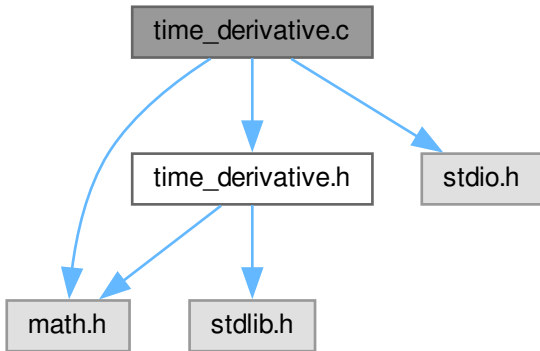 time_derivative.c
time_derivative.h
stdio.h
math.h
stdlib.h